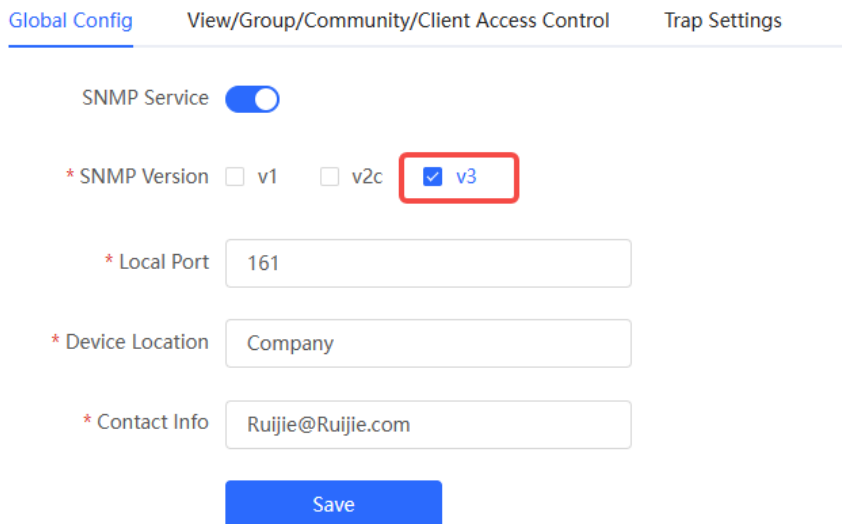 Global Config View/Group/Community/Client Access Control Trap Settings
SNMP Service
* SNMP Version v1 v2c v3
* Local Port 161
* Device Location Company
* Contact Info Ruijie@Ruijie.com
Save